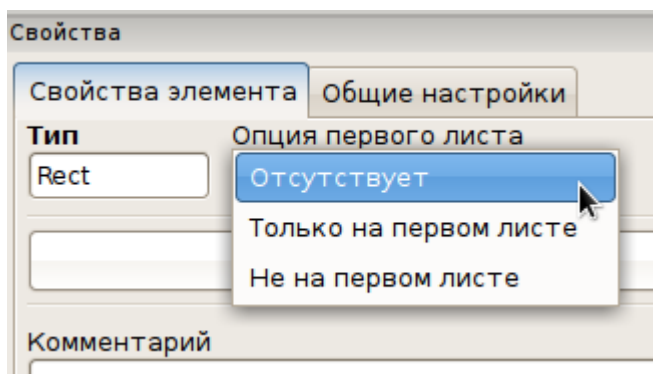 Свойства
Свойства элемента Общие настройки
Тип Опция первого листа
Rect Отсутствует
Только на первом листе
Не на первом листе
Комментарий